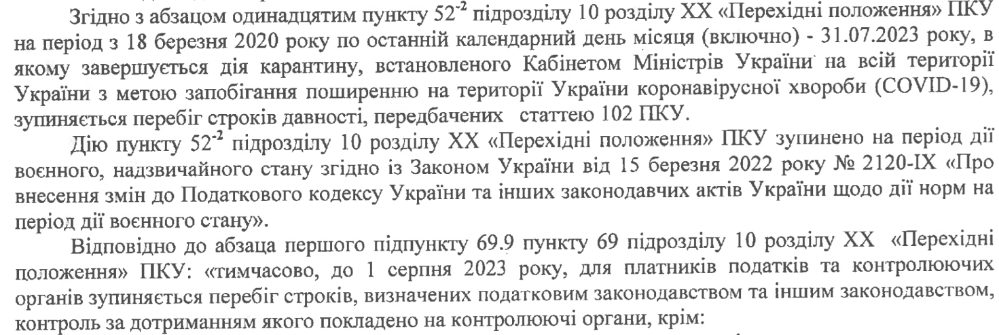 Згідно з абзацом одинадцятим пункту 52⁻² підрозділу 10 розділу ХХ «Перехідні положення» ПКУ
на період з 18 березня 2020 року по останній календарний день місяця (включно) - 31.07.2023 року, в
якому завершується дія карантину, встановленого Кабінетом Міністрів України на всій території
України з метою запобігання поширенню на території України коронавірусної хвороби (COVID-19),
зупиняється перебіг строків давності, передбачених статтею 102 ПКУ.
Дію пункту 52⁻² підрозділу 10 розділу ХХ «Перехідні положення» ПКУ зупинено на період дії
воєнного, надзвичайного стану згідно із Законом України від 15 березня 2022 року № 2120-ІХ «Про
внесення змін до Податкового кодексу України та інших законодавчих актів України щодо дії норм на
період дії воєнного стану».
Відповідно до абзаца першого підпункту 69.9 пункту 69 підрозділу 10 розділу ХХ «Перехідні
положення» ПКУ: «тимчасово, до 1 серпня 2023 року, для платників податків та контролюючих
органів зупиняється перебіг строків, визначених податковим законодавством та іншим законодавством,
контроль за дотриманням якого покладено на контролюючі органи, крім: